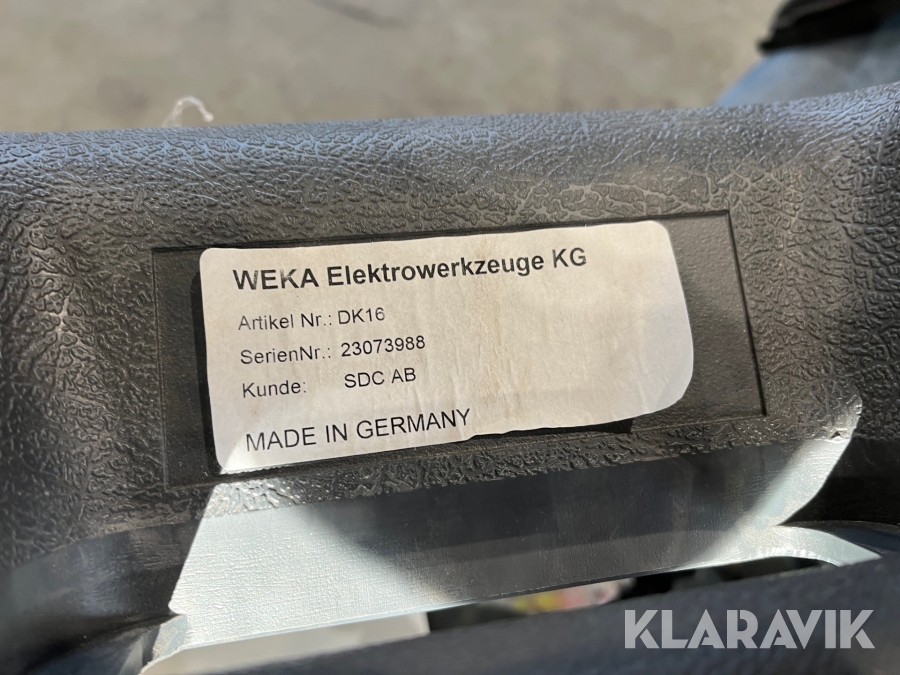 WEKA Elektrowerkzeuge KG
Artikel Nr.: DK16
SerienNr.: 23073988
Kunde: SDC AB
MADE IN GERMANY
KLARAVIK